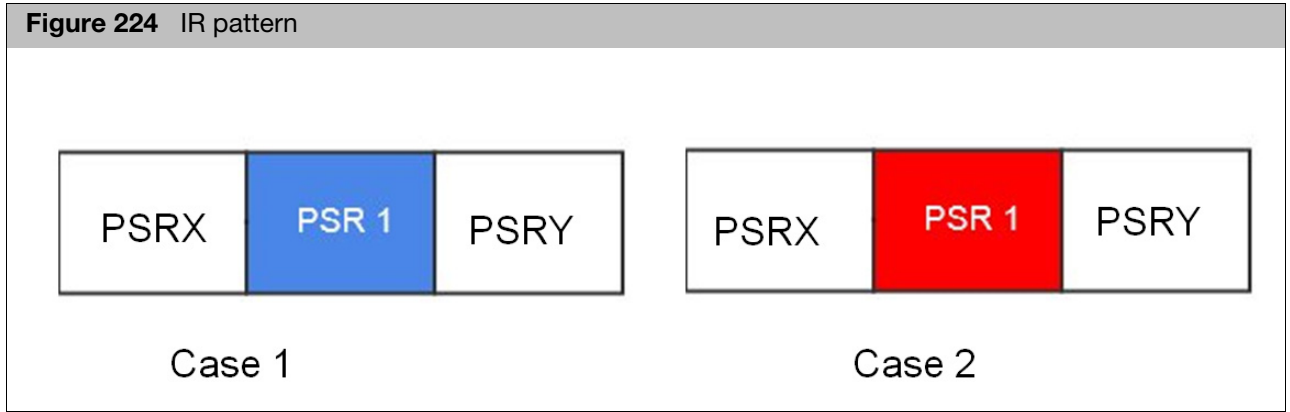 Figure 224 IR pattern
PSRX PSR 1 PSRY
PSRX PSR 1 PSRY
Case 1
Case 2